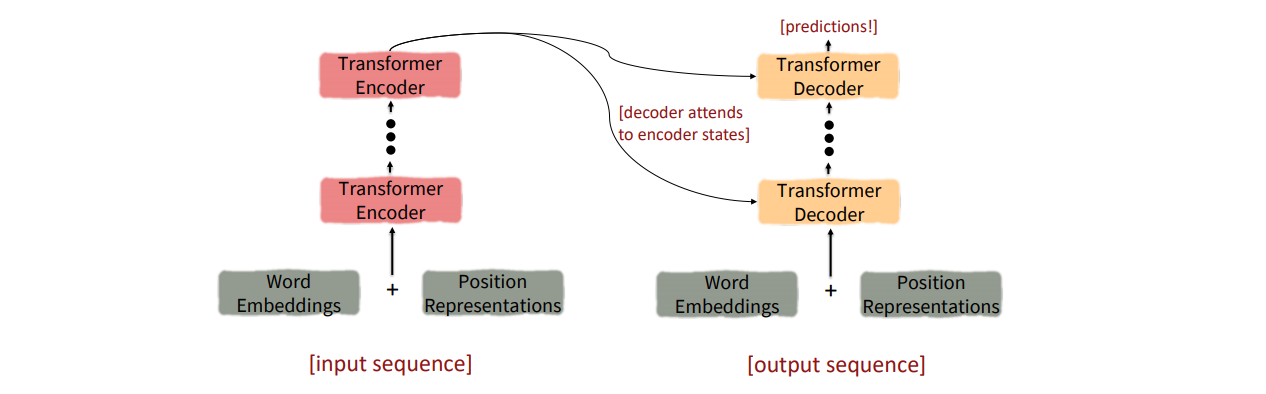 [predictions!]
Transformer
Encoder
Transformer
Decoder
[decoder attends
to encoder states]
Transformer
Encoder
Transformer
Decoder
Word
Embeddings
+
Position
Representations
Word
Embeddings
+
Position
Representations
[input sequence]
[output sequence]